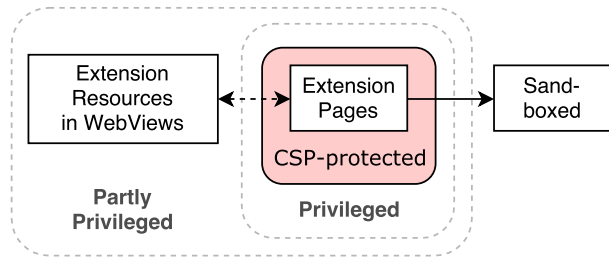 Extension
Resources
in WebViews
Extension
Pages
CSP-protected
Sand-
boxed
Partly
Privileged
Privileged